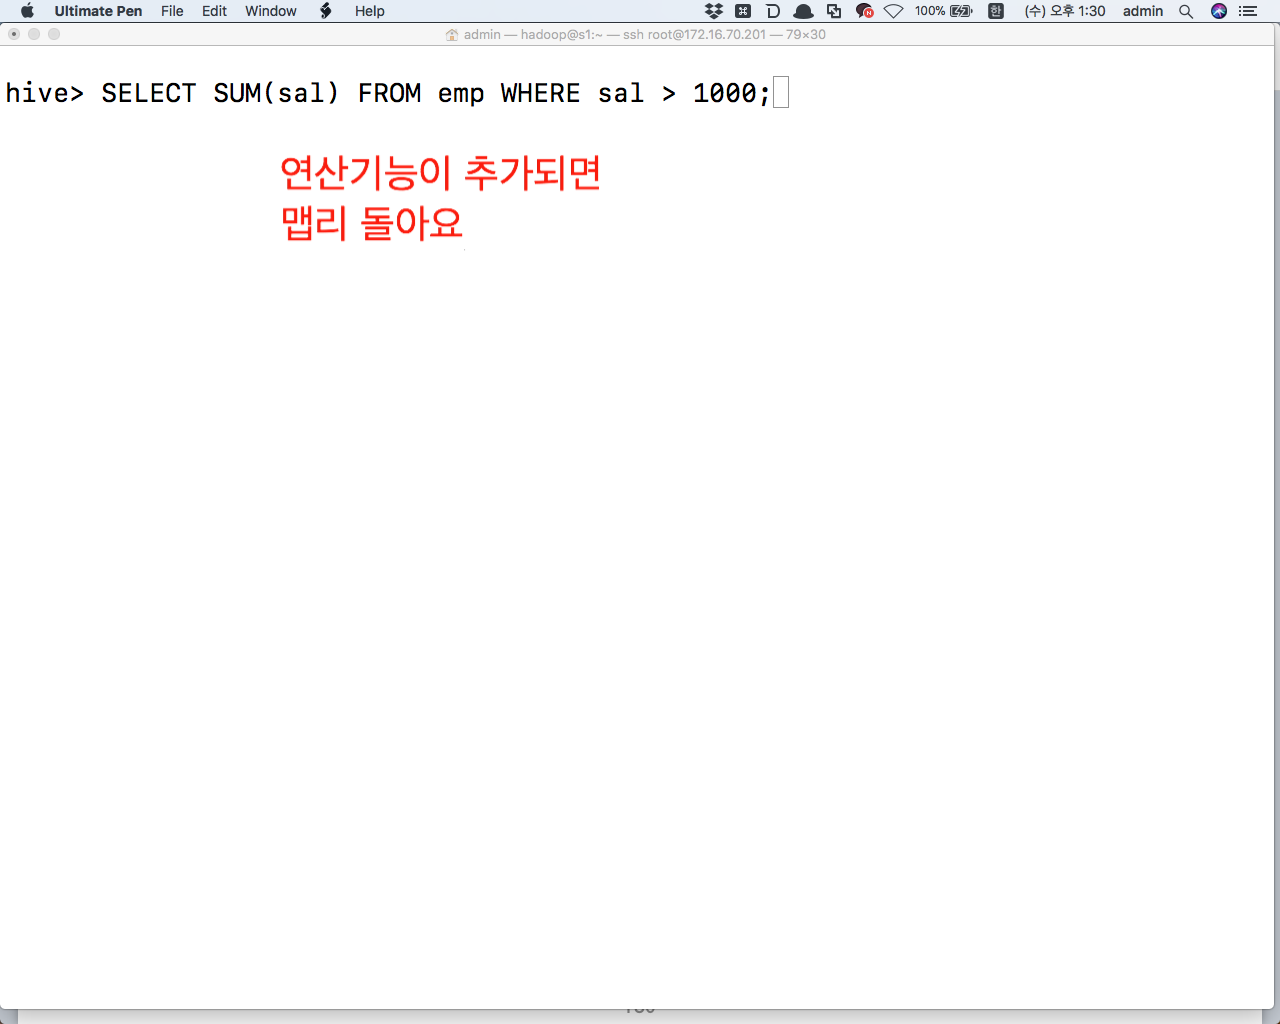 Ultimate Pen File Edit Window Help 100% 한 (수) 오후 1:30 admin
admin — hadoop@s1:~ — ssh root@172.16.70.201 — 79×30
hive> SELECT SUM(sal) FROM emp WHERE sal > 1000;
연산기능이 추가되면
맵리 돌아요